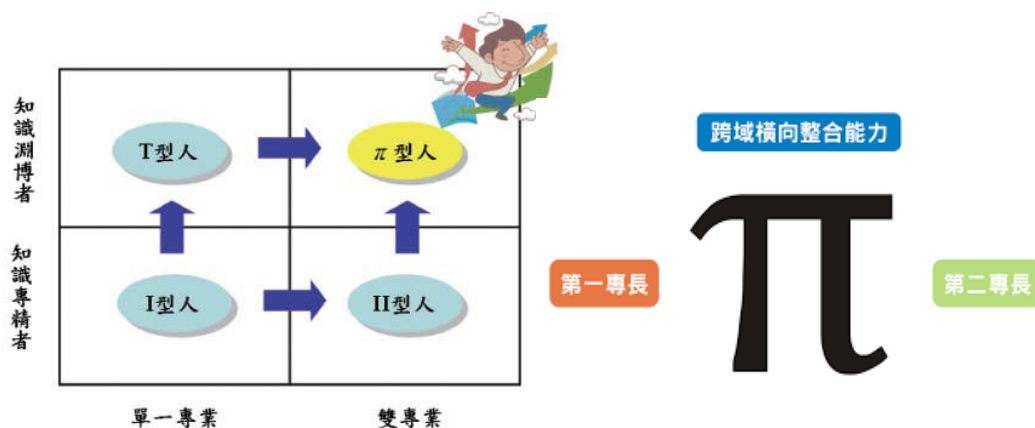 知識淵博者
T型人
π型人
知識專精者
I型人
II型人
單一專業
雙專業
跨域橫向整合能力
第一專長
π
第二專長